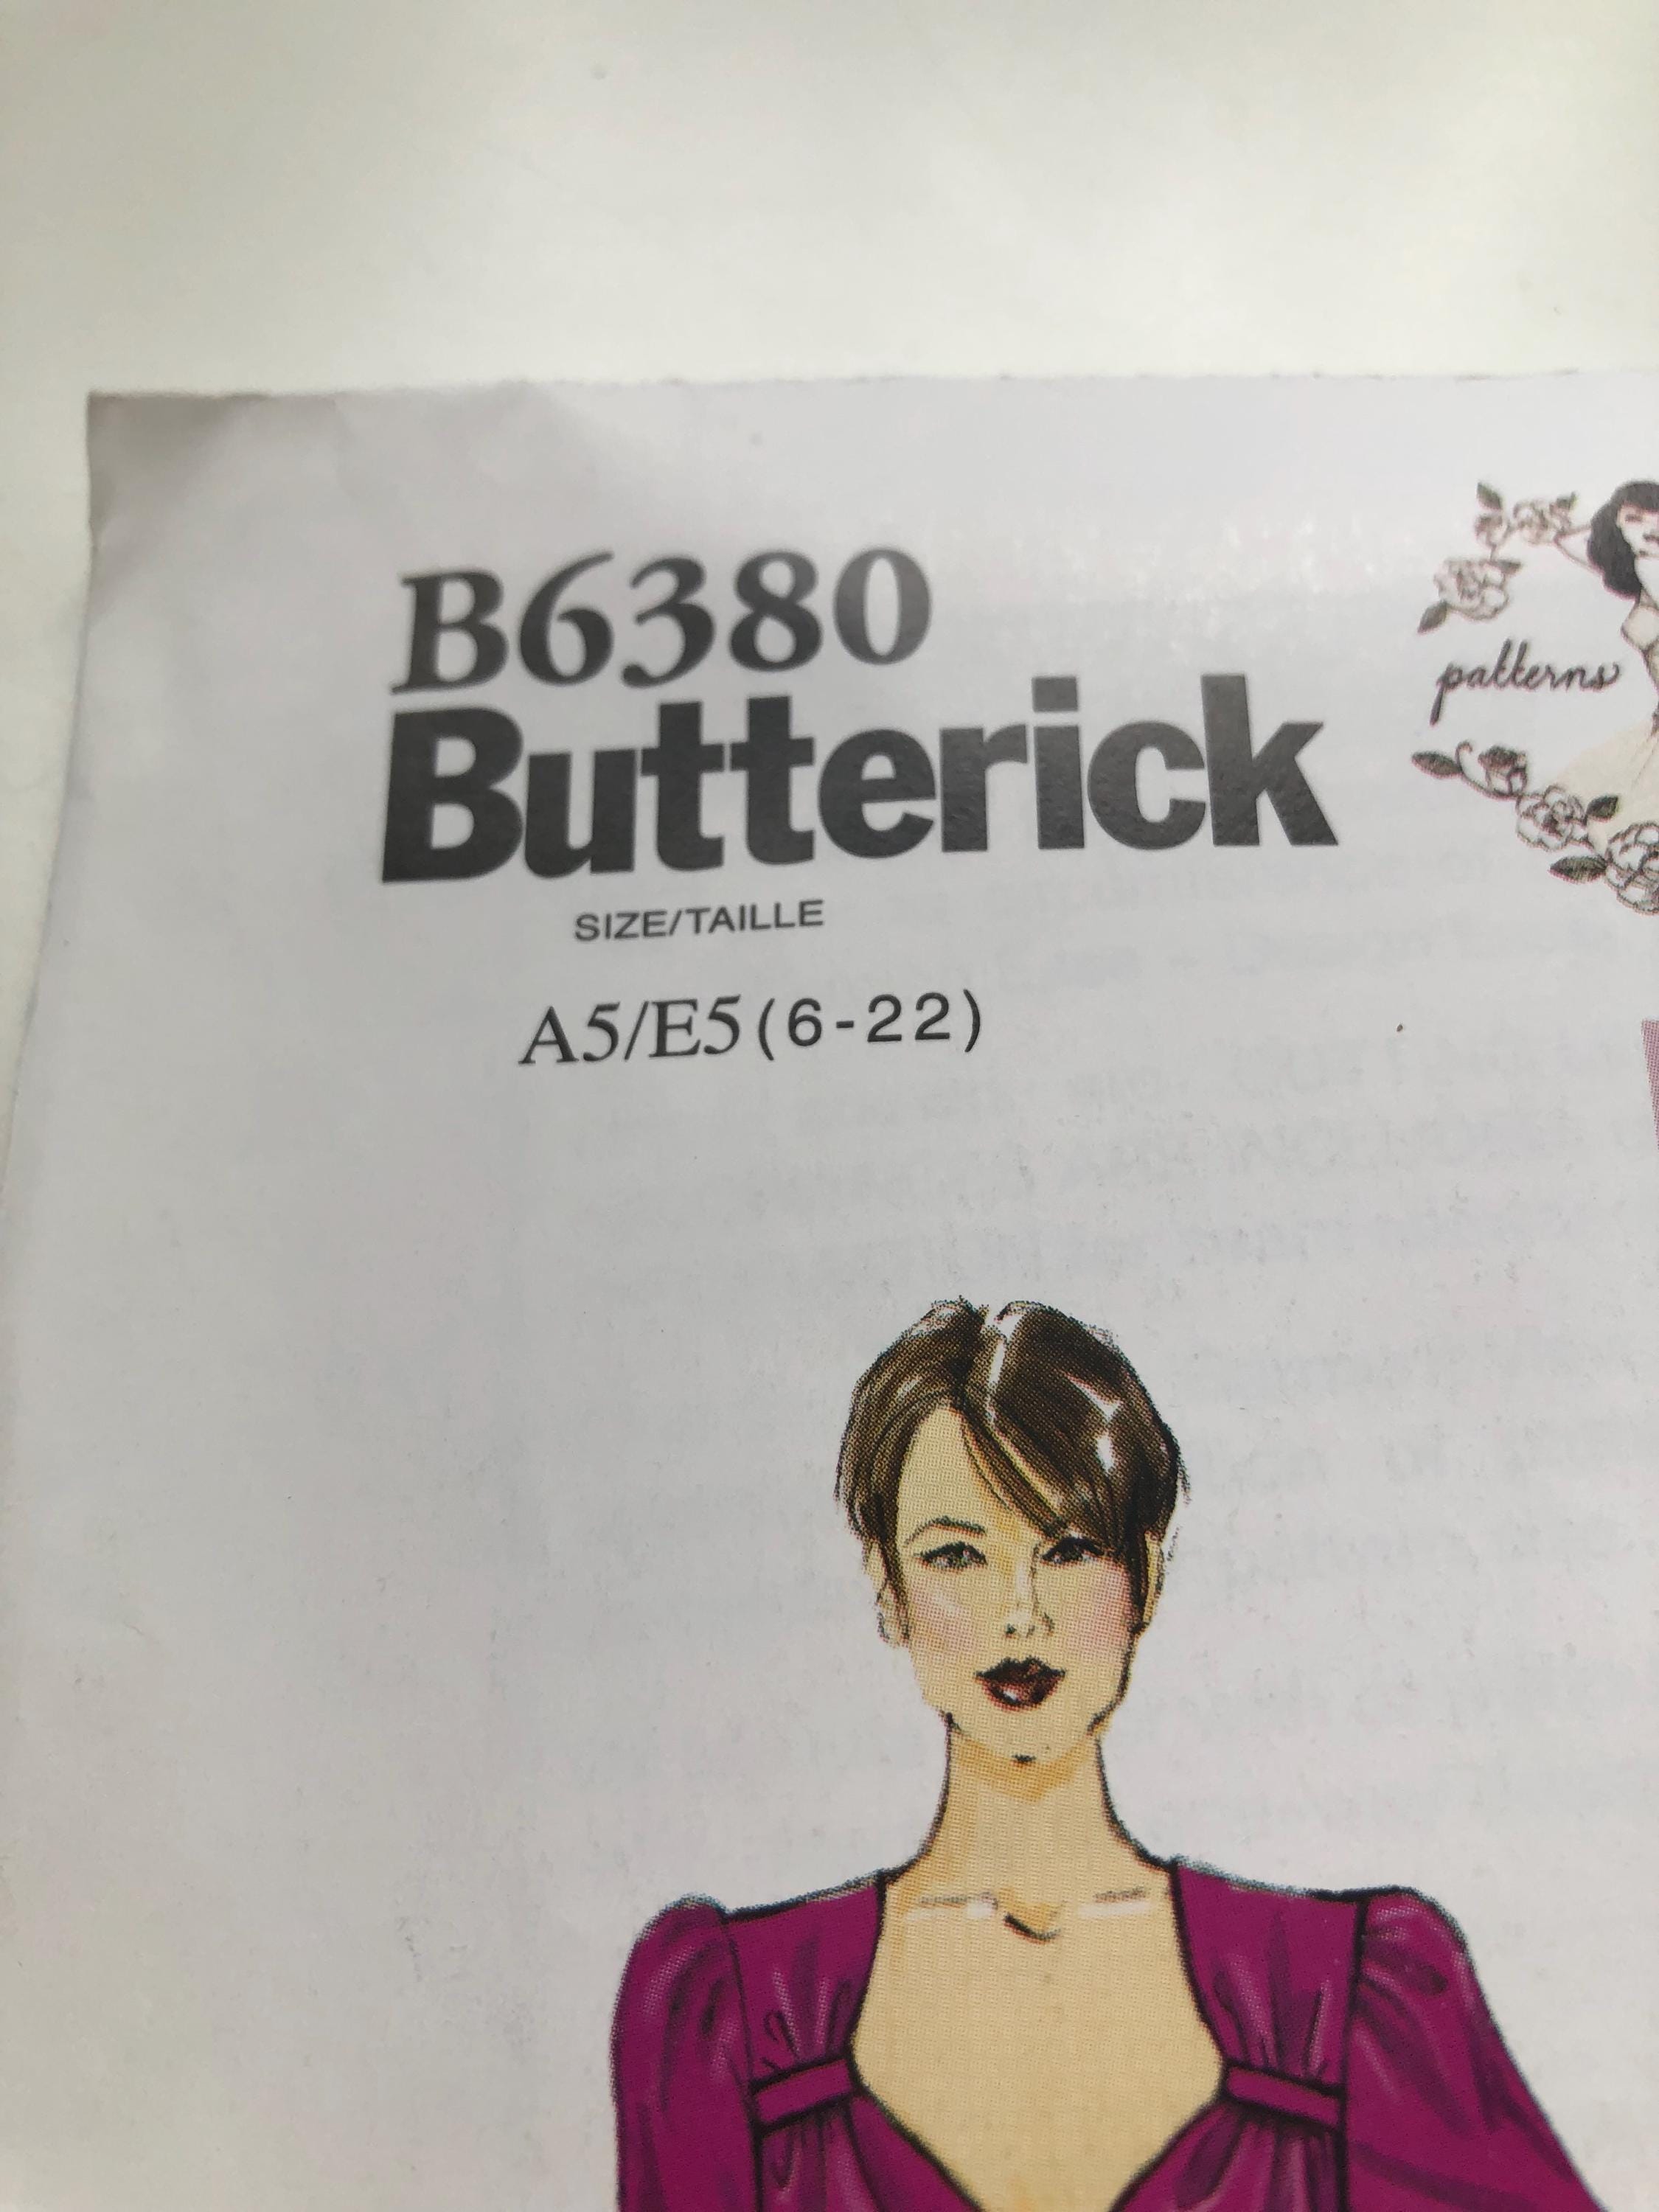 B6380
Butterick
SIZE/TAILLE
A5/E5(6-22)
patterns